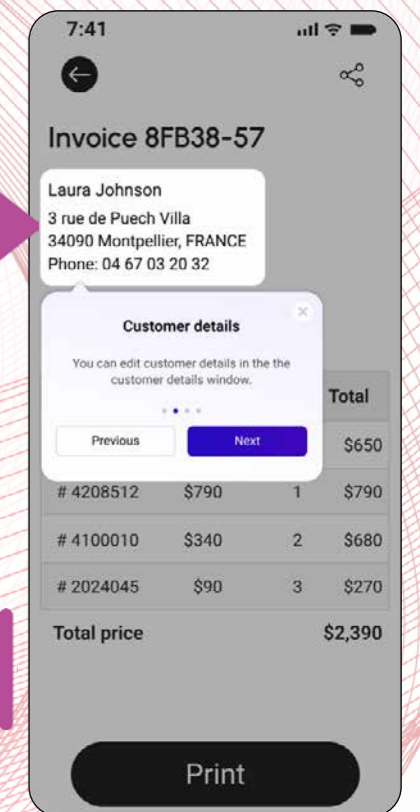 7:41
Invoice 8FB38-57
Laura Johnson
3 rue de Puech Villa
34090 Montpellier, FRANCE
Phone: 04 67 03 20 32
Customer details
You can edit customer details in the the
customer details window.
Previous Next
Total
$650
# 4208512 $790 1 $790
# 4100010 $340 2 $680
# 2024045 $90 3 $270
Total price $2,390
Print